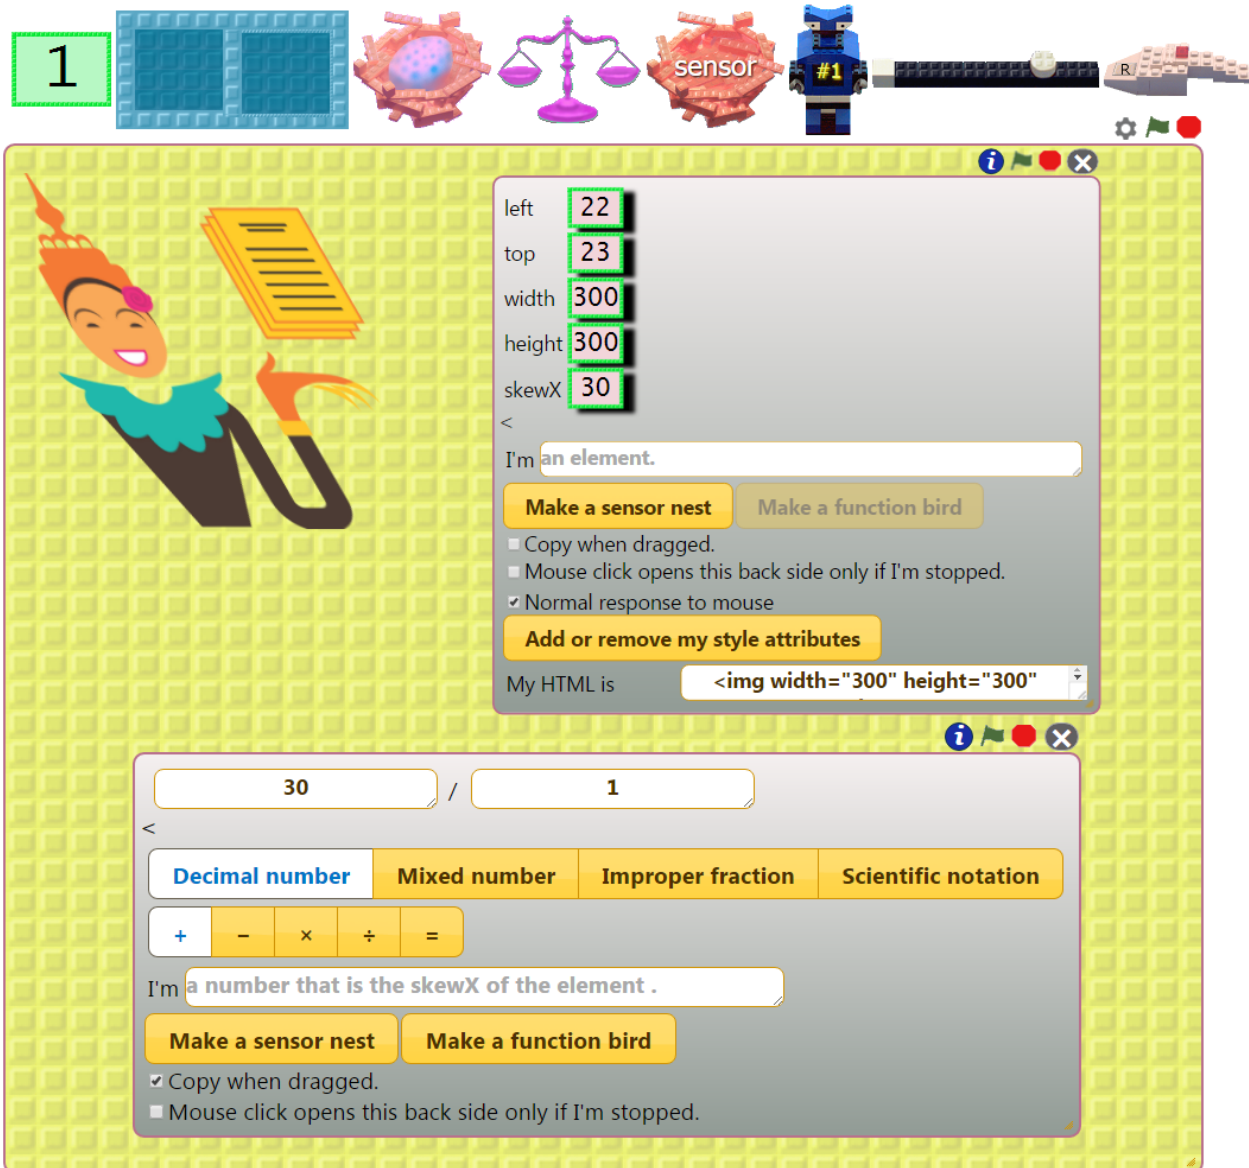 1
sensor
#1
R
left 22
top 23
width 300
height 300
skewX 30
<
I'm an element.
Make a sensor nest Make a function bird
Copy when dragged.
Mouse click opens this back side only if I'm stopped.
Normal response to mouse
Add or remove my style attributes
My HTML is <img width="300" height="300"
30 / 1
<
Decimal number Mixed number Improper fraction Scientific notation
+ − × ÷ =
I'm a number that is the skewX of the element .
Make a sensor nest Make a function bird
Copy when dragged.
Mouse click opens this back side only if I'm stopped.